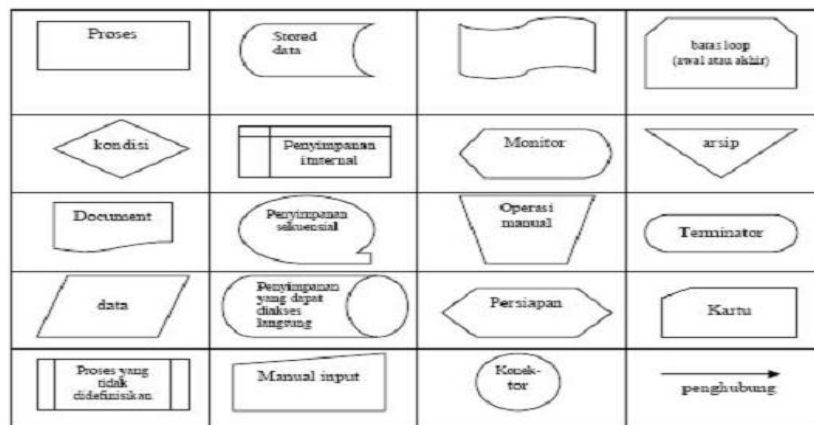 Proses
Stored
data
batas loop
(awal atau akhir)
kondisi
Penyimpanan
itnternal
Monitor
arsip
Document
Penyimpanan
sekuensial
Operasi
manual
Terminator
data
Penyimpanan
yang dapat
diakses
langsung
Persiapan
Kartu
Proses yang
tidak
didefinisikan
Manual input
Konek-
tor
penghubung